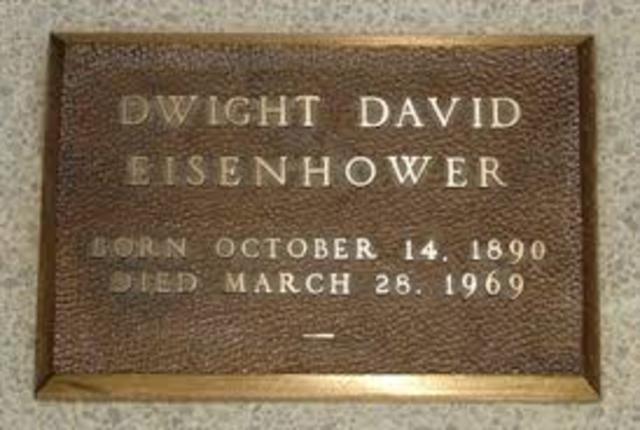 DWIGHT DAVID
EISENHOWER
BORN OCTOBER 14, 1890
DIED MARCH 28, 1969
—